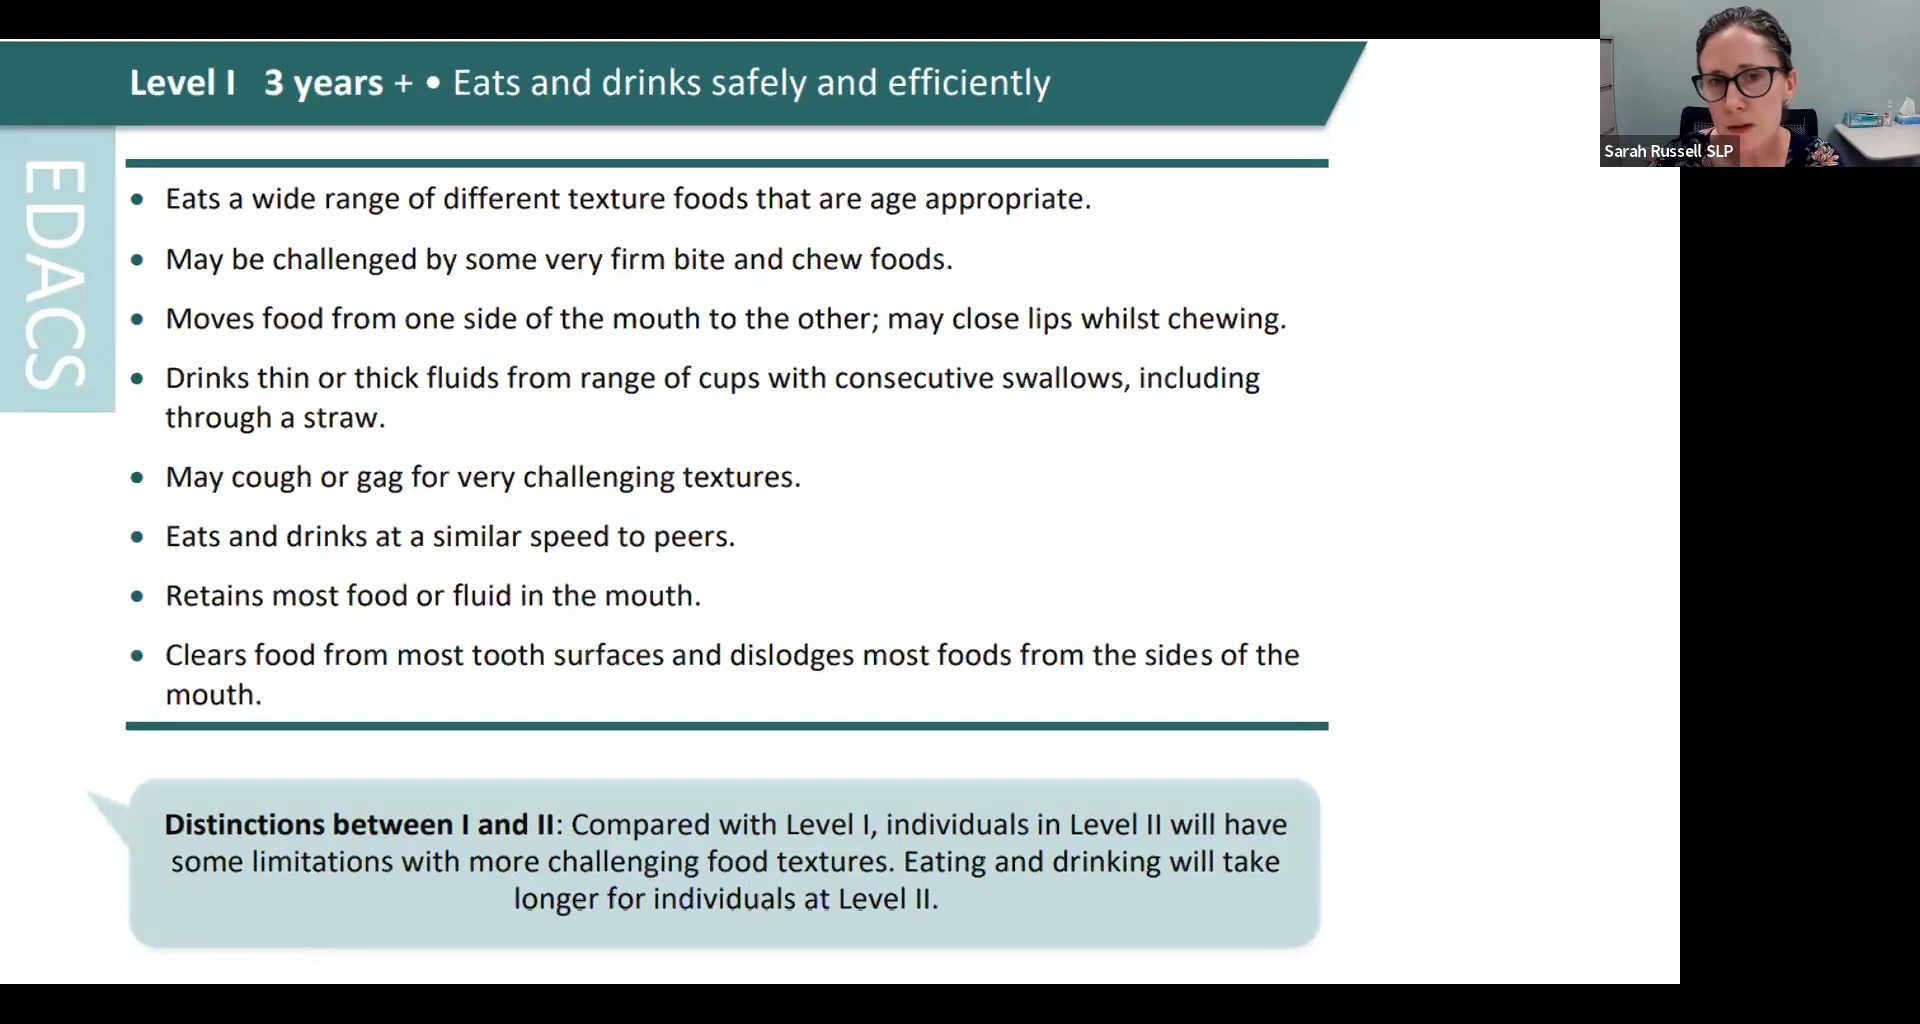 Level I 3 years + • Eats and drinks safely and efficiently
Sarah Russell SLP
EDACS
• Eats a wide range of different texture foods that are age appropriate.
• May be challenged by some very firm bite and chew foods.
• Moves food from one side of the mouth to the other; may close lips whilst chewing.
• Drinks thin or thick fluids from range of cups with consecutive swallows, including
through a straw.
• May cough or gag for very challenging textures.
• Eats and drinks at a similar speed to peers.
• Retains most food or fluid in the mouth.
• Clears food from most tooth surfaces and dislodges most foods from the sides of the
mouth.
Distinctions between I and II: Compared with Level I, individuals in Level II will have
some limitations with more challenging food textures. Eating and drinking will take
longer for individuals at Level II.